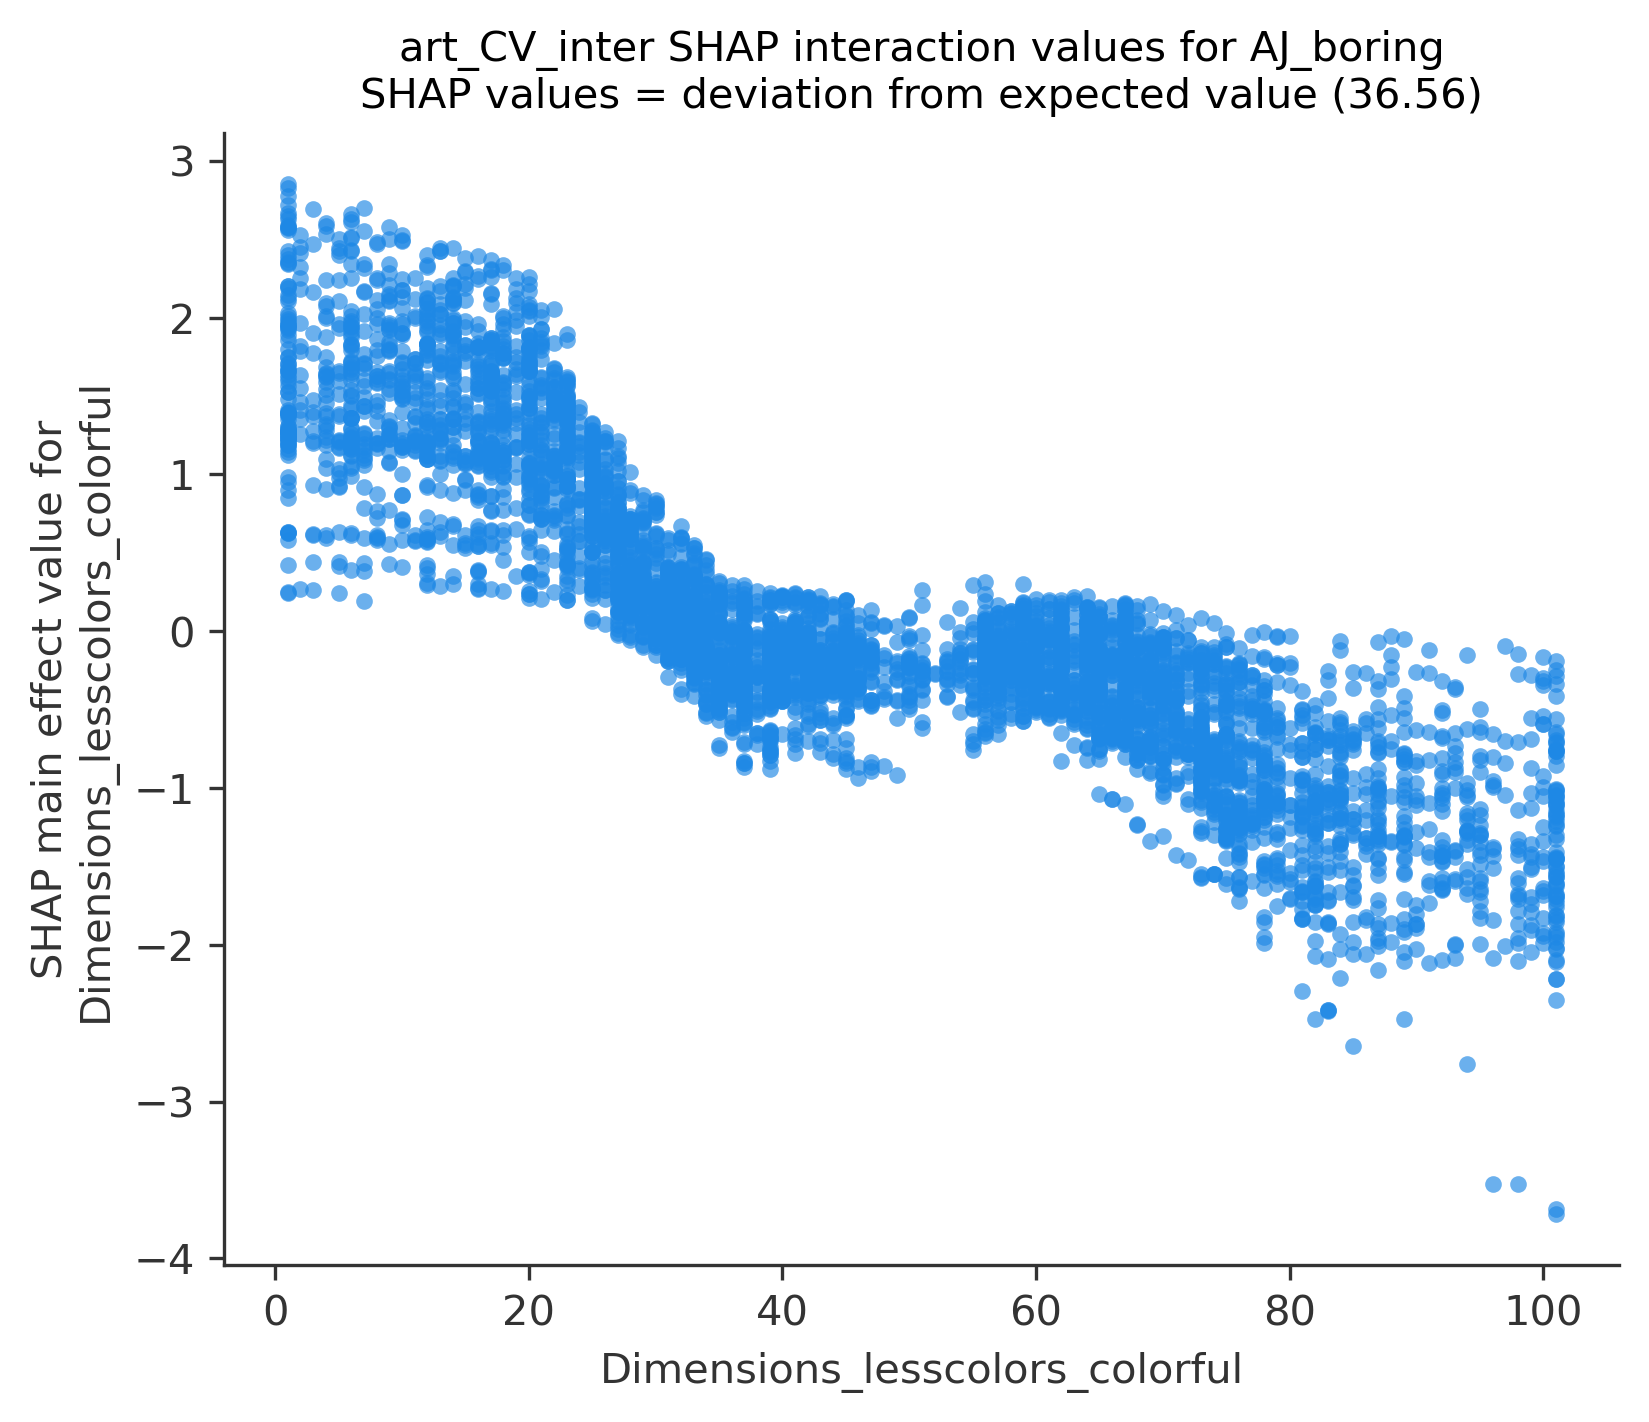 art_CV_inter SHAP interaction values for AJ_boring
SHAP values = deviation from expected value (36.56)
SHAP main effect value for
Dimensions_lesscolors_colorful
3
2
1
0
−1
−2
−3
−4
0
20
40
60
80
100
Dimensions_lesscolors_colorful